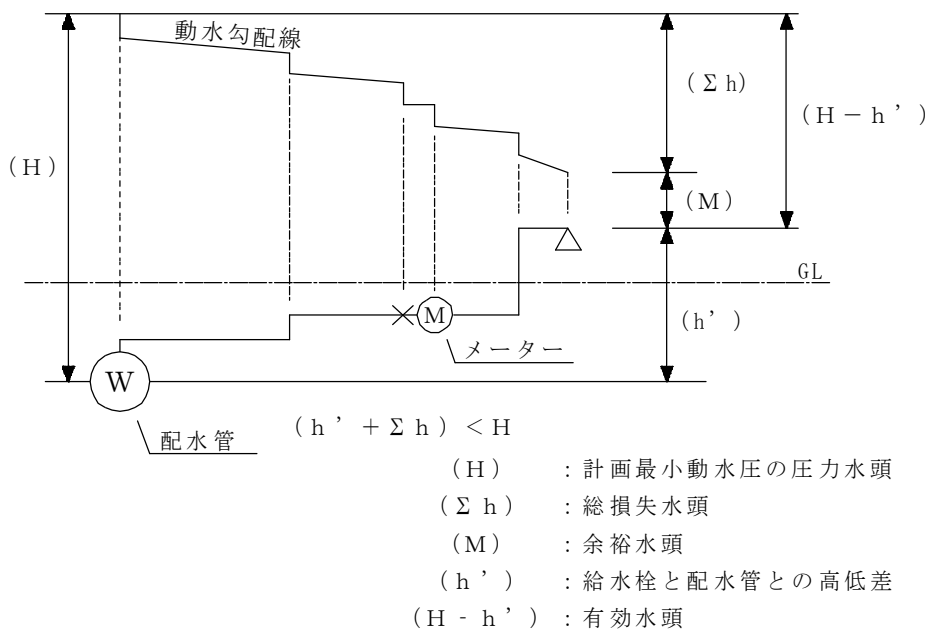 動水勾配線
(Σh)
(H－h’)
(H)
(M)
GL
(h’)
M
メーター
W
配水管
(h’+Σh)＜H
(H) ：計画最小動水圧の圧力水頭
(Σh) ：総損失水頭
(M) ：余裕水頭
(h’) ：給水栓と配水管との高低差
(H-h’)：有効水頭